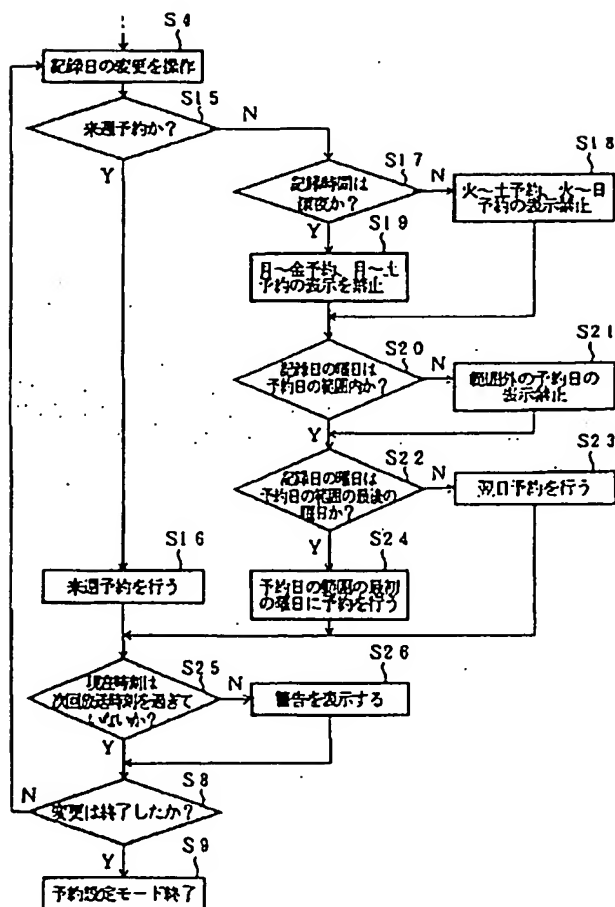 S4
記録日の変更を操作
S15
来週予約か?
N
Y
S17
記録時間は
深夜か?
N
Y
S18
火〜土予約、火〜日
予約の表示禁止
S19
月〜金予約、月〜土
予約の表示を禁止
S20
記録日の曜日は
予約日の範囲内か?
N
Y
S21
範囲外の予約日の
表示禁止
S22
記録日の曜日は
予約日の範囲の最後の
曜日か?
N
Y
S23
翌日予約を行う
S16
来週予約を行う
S24
予約日の範囲の最初
の曜日に予約を行う
S25
現在時刻は
次回放送時刻を過ぎて
いないか?
N
Y
S26
警告を表示する
S8
変更は終了したか?
N
Y
S9
予約設定モード終了